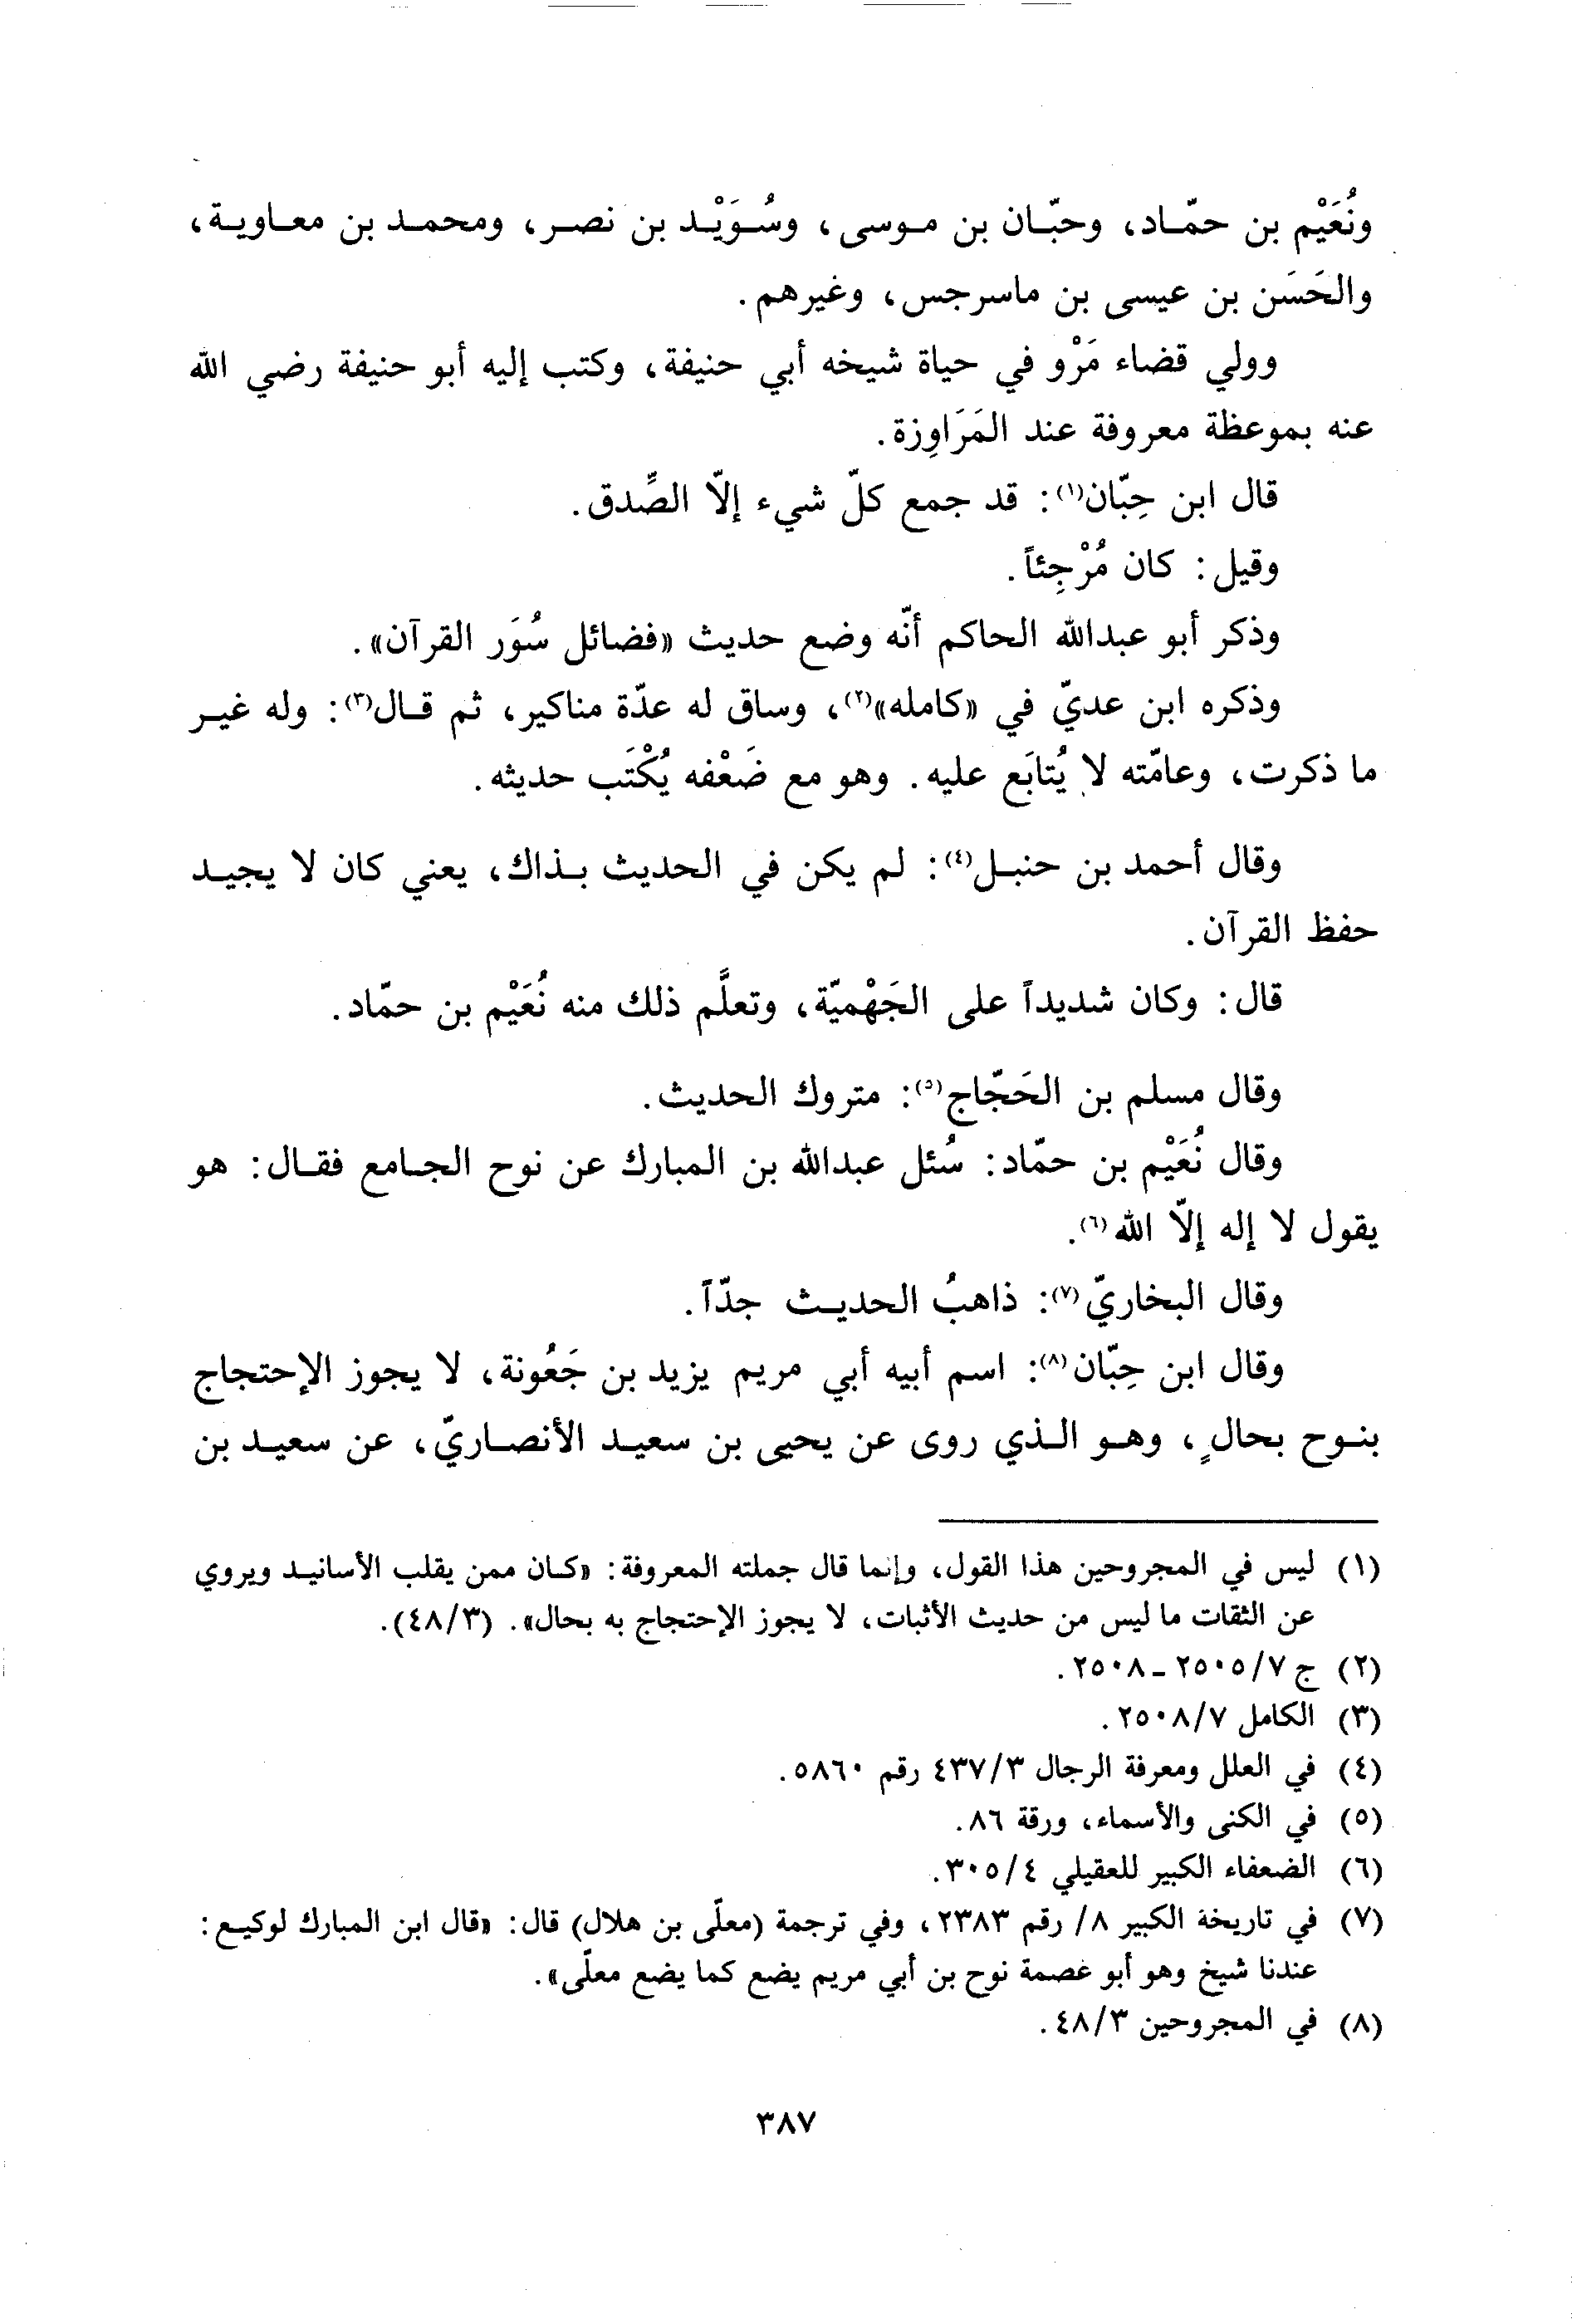 ونُعَيْم بن حمّاد، وحبّان بن موسى، وسُوَيْد بن نصر، ومحمد بن معاوية،
والحَسَن بن عيسى بن ماسرجس، وغيرهم.
وولي قضاء مَرْو في حياة شيخه أبي حنيفة، وكتب إليه أبو حنيفة رضي الله
عنه بموعظة معروفة عند المَرَاوِزة.
قال ابن حِبّان(١): قد جمع كلّ شيء إلّا الصِّدق.
وقيل: كان مُرْجِئاً.
وذكر أبو عبدالله الحاكم أنّه وضع حديث «فضائل سُوَر القرآن».
وذكره ابن عديّ في «كامله»(٢)، وساق له عدّة مناكير، ثم قال(٣): وله غير
ما ذكرت، وعامّته لا يُتابَع عليه. وهو مع ضَعْفه يُكْتَب حديثه.
وقال أحمد بن حنبل(٤): لم يكن في الحديث بذاك، يعني كان لا يجيد
حفظ القرآن.
قال: وكان شديداً على الجَهْميّة، وتعلَّم ذلك منه نُعَيْم بن حمّاد.
وقال مسلم بن الحَجّاج(٥): متروك الحديث.
وقال نُعَيْم بن حمّاد: سُئل عبدالله بن المبارك عن نوح الجامع فقال: هو
يقول لا إله إلّا الله(٦).
وقال البخاريّ(٧): ذاهبُ الحديث جدّاً.
وقال ابن حِبّان(٨): اسم أبيه أبي مريم يزيد بن جَعُونة، لا يجوز الإحتجاج
بنوح بحالٍ، وهو الذي روى عن يحيى بن سعيد الأنصاريّ، عن سعيد بن
(١) ليس في المجروحين هذا القول، وإنما قال جملته المعروفة: «كان ممن يقلب الأسانيد ويروي
عن الثقات ما ليس من حديث الأثبات، لا يجوز الإحتجاج به بحال». (٤٨/٣).
(٢) ج ٢٥٠٥/٧ - ٢٥٠٨.
(٣) الكامل ٢٥٠٨/٧.
(٤) في العلل ومعرفة الرجال ٤٣٧/٣ رقم ٥٨٦٠.
(٥) في الكنى والأسماء، ورقة ٨٦.
(٦) الضعفاء الكبير للعقيلي ٣٠٥/٤.
(٧) في تاريخة الكبير ٨/ رقم ٢٣٨٣، وفي ترجمة (معلّى بن هلال) قال: «قال ابن المبارك لوكيع:
عندنا شيخ وهو أبو عصمة نوح بن أبي مريم يضع كما يضع معلّى».
(٨) في المجروحين ٤٨/٣.
٣٨٧